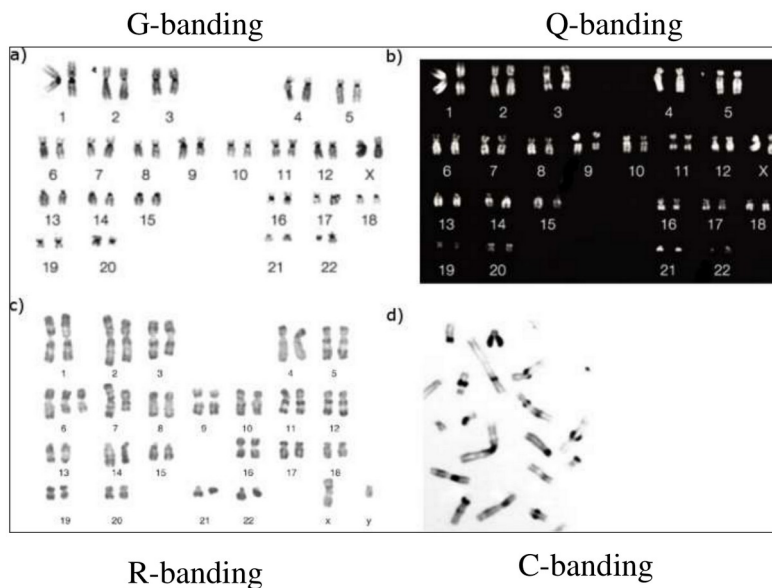 G-banding
Q-banding
a)
1 2 3 4 5
6 7 8 9 10 11 12 X
13 14 15 16 17 18
19 20 21 22
b)
1 2 3 4 5
6 7 8 9 10 11 12 X
13 14 15 16 17 18
19 20 21 22
c)
1 2 3 4 5
6 7 8 9 10 11 12
13 14 15 16 17 18
19 20 21 22 x y
d)
R-banding
C-banding